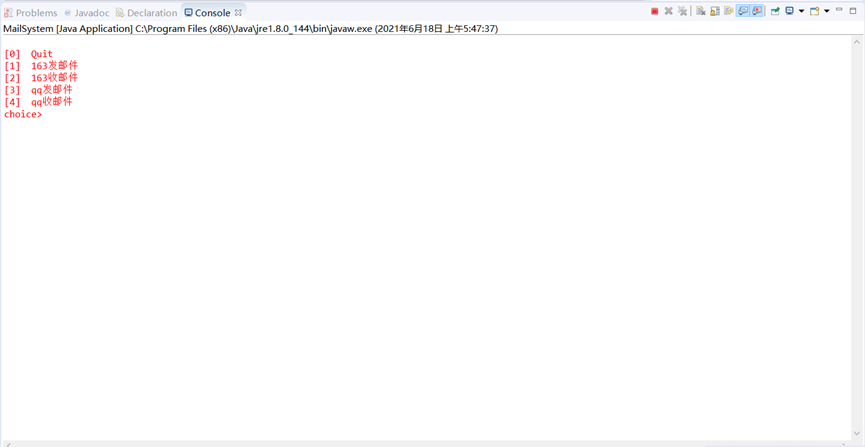 Problems Javadoc Declaration Console
MailSystem [Java Application] C:\Program Files (x86)\Java\jre1.8.0_144\bin\javaw.exe (2021年6月18日 上午5:47:37)
[0] Quit
[1] 163发邮件
[2] 163收邮件
[3] qq发邮件
[4] qq收邮件
choice>